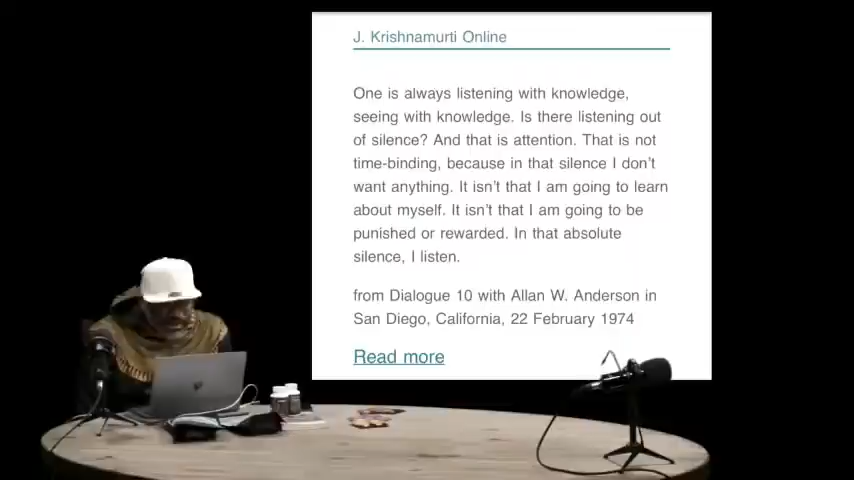 J. Krishnamurti Online
One is always listening with knowledge,
seeing with knowledge. Is there listening out
of silence? And that is attention. That is not
time-binding, because in that silence I don't
want anything. It isn't that I am going to learn
about myself. It isn't that I am going to be
punished or rewarded. In that absolute
silence, I listen.
from Dialogue 10 with Allan W. Anderson in
San Diego, California, 22 February 1974
Read more